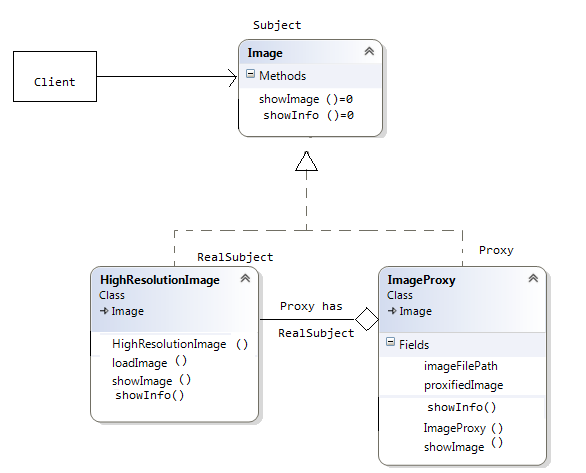 Subject
Client
Image
Methods
showImage ()=0
showInfo ()=0
RealSubject
Proxy
HighResolutionImage
Class
Image
HighResolutionImage ()
loadImage ()
showImage ()
showInfo()
Proxy has
RealSubject
ImageProxy
Class
Image
Fields
imageFilePath
proxifiedImage
showInfo()
ImageProxy ()
showImage ()